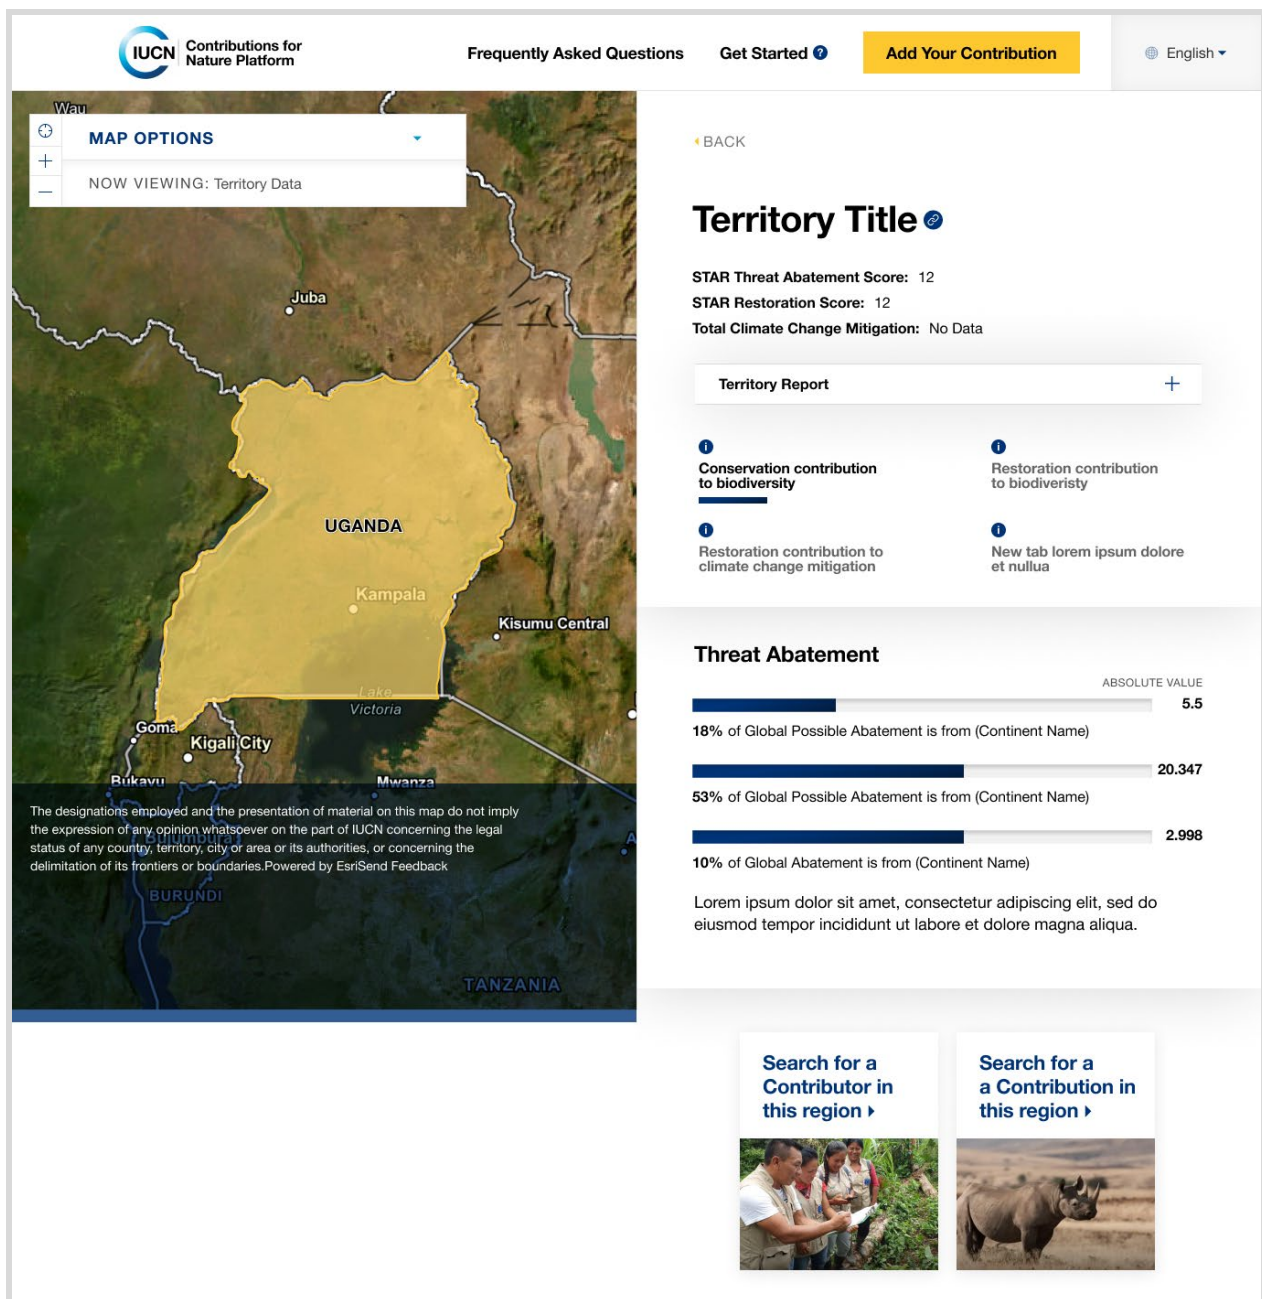 IUCN
Contributions for
Nature Platform
Frequently Asked Questions
Get Started ?
Add Your Contribution
English
Wau
MAP OPTIONS
NOW VIEWING: Territory Data
Juba
UGANDA
Kampala
Kisumu Central
Lake
Victoria
Goma
Kigali City
Bukavu
Mwanza
The designations employed and the presentation of material on this map do not imply
the expression of any opinion whatsoever on the part of IUCN concerning the legal
status of any country, territory, city or area or its authorities, or concerning the
delimitation of its frontiers or boundaries.Powered by EsriSend Feedback
Bujumbura
A
BURUNDI
TANZANIA
BACK
Territory Title
STAR Threat Abatement Score: 12
STAR Restoration Score: 12
Total Climate Change Mitigation: No Data
Territory Report +
Conservation contribution
to biodiversity
Restoration contribution
to biodiveristy
Restoration contribution to
climate change mitigation
New tab lorem ipsum dolore
et nullua
Threat Abatement
ABSOLUTE VALUE
5.5
18% of Global Possible Abatement is from (Continent Name)
20.347
53% of Global Possible Abatement is from (Continent Name)
2.998
10% of Global Abatement is from (Continent Name)
Lorem ipsum dolor sit amet, consectetur adipiscing elit, sed do
eiusmod tempor incididunt ut labore et dolore magna aliqua.
Search for a
Contributor in
this region
Search for a
a Contribution in
this region